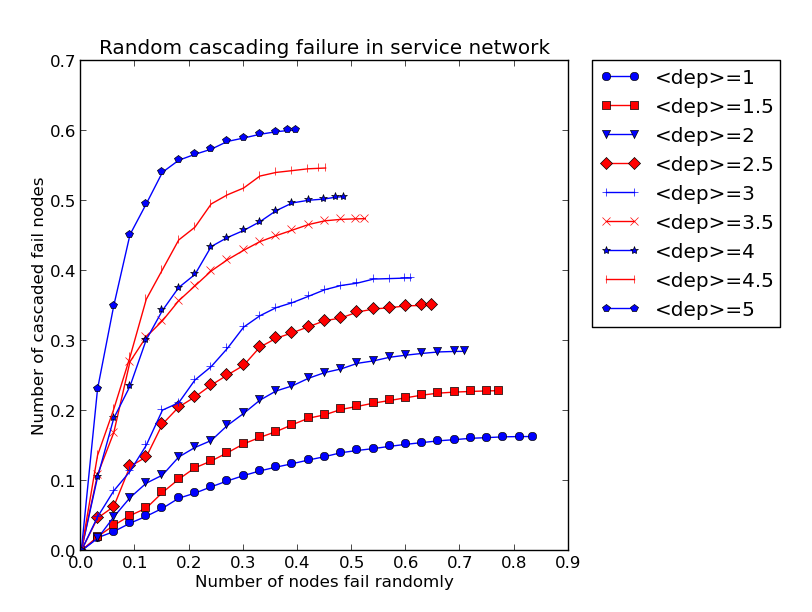 Random cascading failure in service network
0.7
0.6
0.5
0.4
0.3
0.2
0.1
0.0
Number of cascaded fail nodes
0.0 0.1 0.2 0.3 0.4 0.5 0.6 0.7 0.8 0.9
Number of nodes fail randomly
<dep>=1
<dep>=1.5
<dep>=2
<dep>=2.5
<dep>=3
<dep>=3.5
<dep>=4
<dep>=4.5
<dep>=5